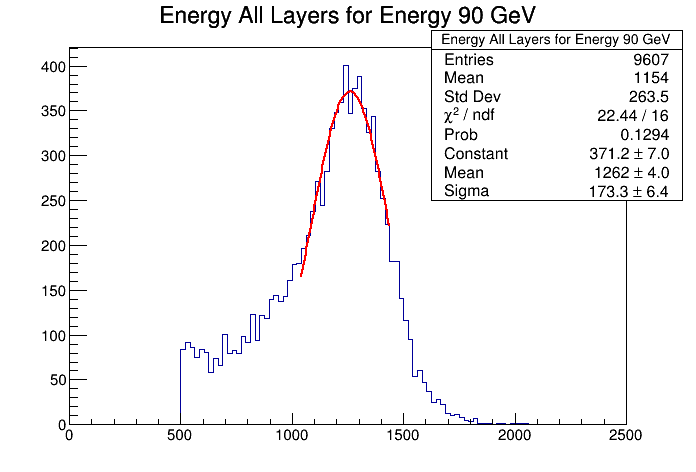 Energy All Layers for Energy 90 GeV
Energy All Layers for Energy 90 GeV
Entries 9607
Mean 1154
Std Dev 263.5
χ² / ndf 22.44 / 16
Prob 0.1294
Constant 371.2 ± 7.0
Mean 1262 ± 4.0
Sigma 173.3 ± 6.4
400
350
300
250
200
150
100
50
0
0 500 1000 1500 2000 2500